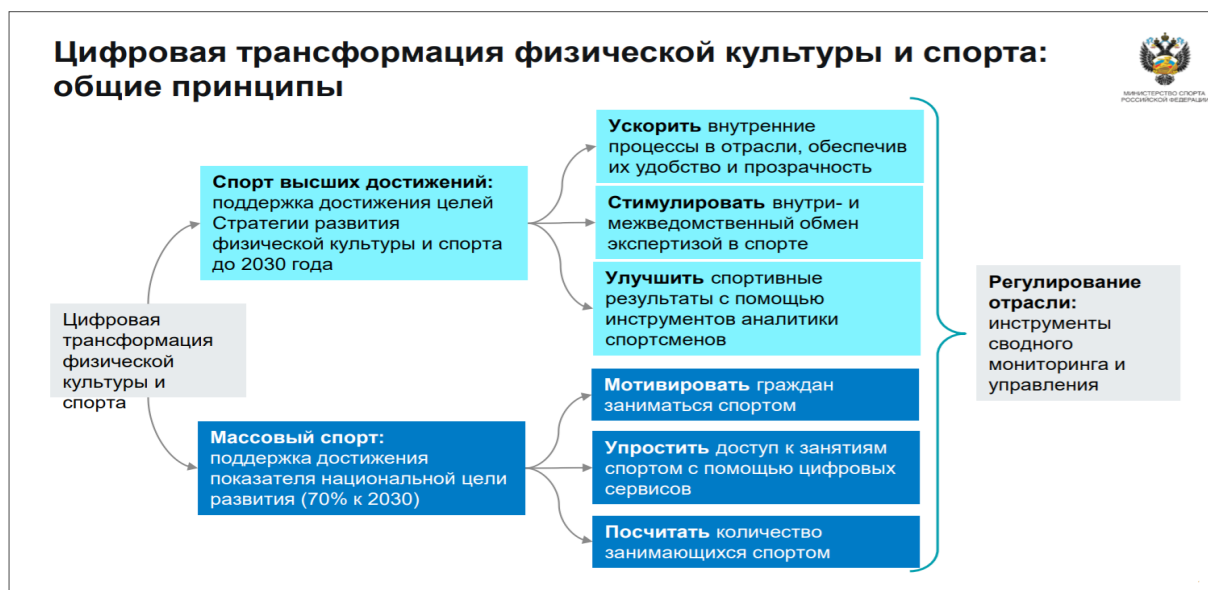 Цифровая трансформация физической культуры и спорта:
общие принципы
МИНИСТЕРСТВО СПОРТА
РОССИЙСКОЙ ФЕДЕРАЦИИ
Цифровая
трансформация
физической
культуры и
спорта
Спорт высших достижений:
поддержка достижения целей
Стратегии развития
физической культуры и спорта
до 2030 года
Ускорить внутренние
процессы в отрасли, обеспечив
их удобство и прозрачность
Стимулировать внутри- и
межведомственный обмен
экспертизой в спорте
Улучшить спортивные
результаты с помощью
инструментов аналитики
спортсменов
Массовый спорт:
поддержка достижения
показателя национальной цели
развития (70% к 2030)
Мотивировать граждан
заниматься спортом
Упростить доступ к занятиям
спортом с помощью цифровых
сервисов
Посчитать количество
занимающихся спортом
Регулирование
отрасли:
инструменты
сводного
мониторинга и
управления